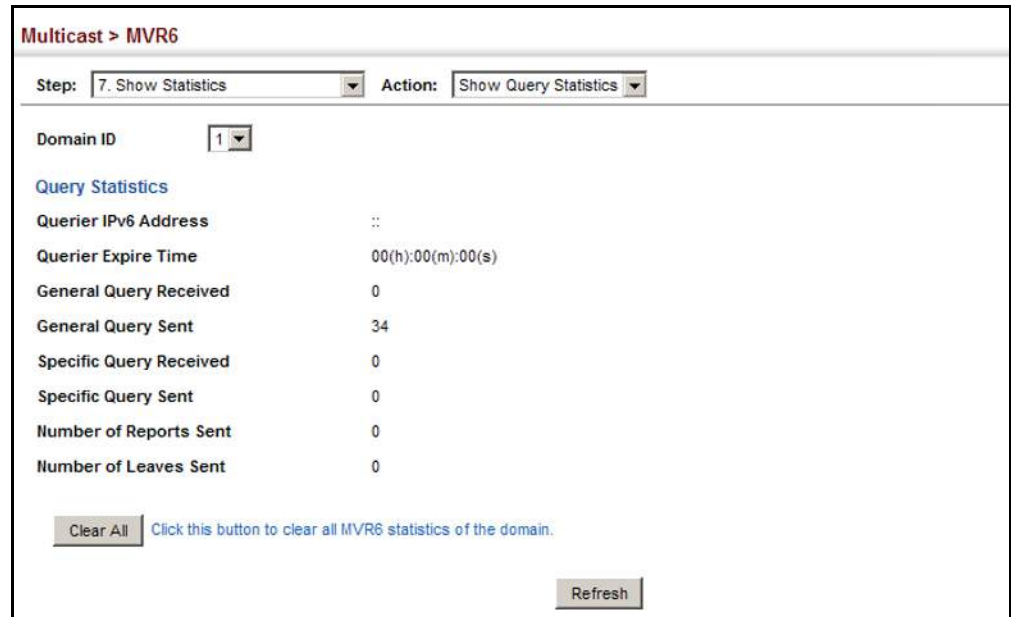 Multicast > MVR6
Step: 7. Show Statistics Action: Show Query Statistics
Domain ID 1
Query Statistics
Querier IPv6 Address ::
Querier Expire Time 00(h):00(m):00(s)
General Query Received 0
General Query Sent 34
Specific Query Received 0
Specific Query Sent 0
Number of Reports Sent 0
Number of Leaves Sent 0
Clear All Click this button to clear all MVR6 statistics of the domain.
Refresh